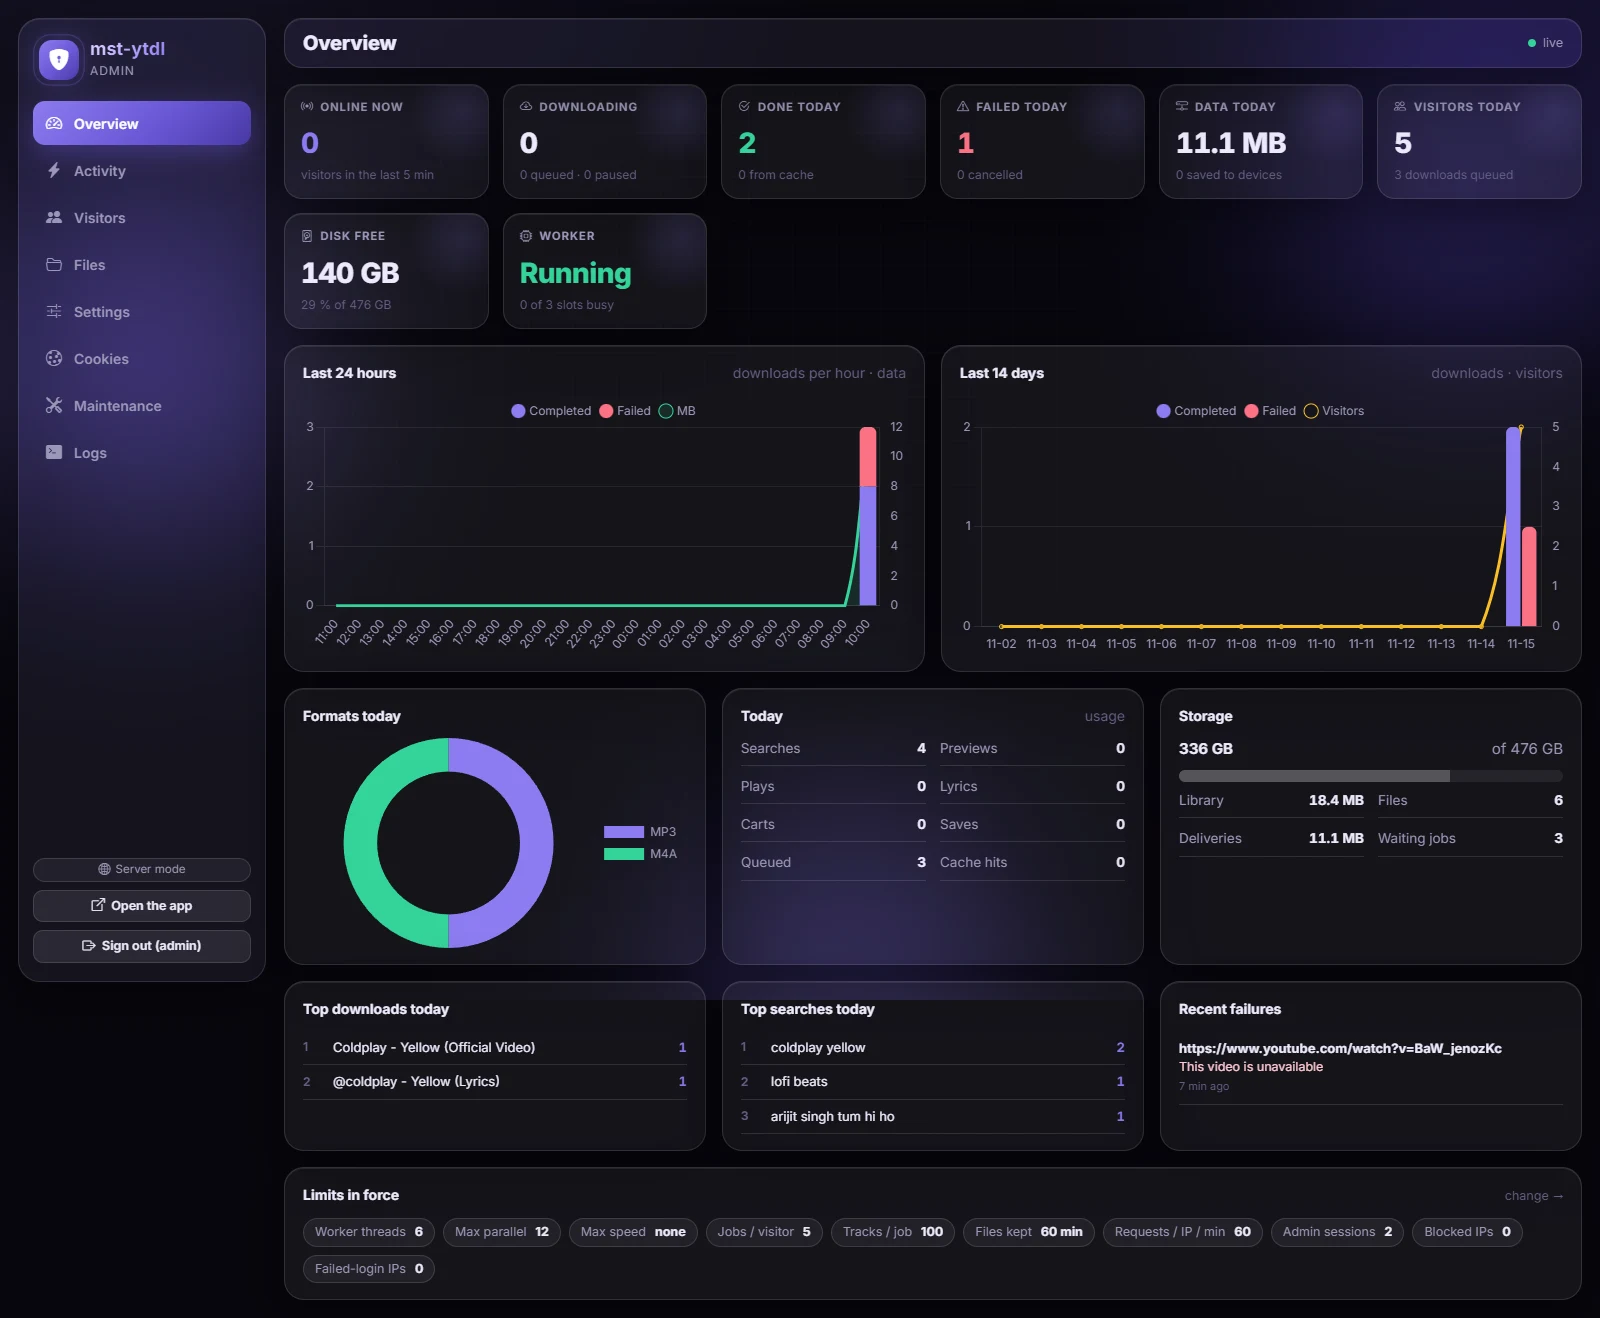 mst-ytdl
ADMIN
Overview
Activity
Visitors
Files
Settings
Cookies
Maintenance
Logs
Server mode
Open the app
Sign out (admin)
Overview
live
ONLINE NOW
0
visitors in the last 5 min
DOWNLOADING
0
0 queued · 0 paused
DONE TODAY
2
0 from cache
FAILED TODAY
1
0 cancelled
DATA TODAY
11.1 MB
0 saved to devices
VISITORS TODAY
5
3 downloads queued
DISK FREE
140 GB
29 % of 476 GB
WORKER
Running
0 of 3 slots busy
Last 24 hours
downloads per hour · data
Completed Failed MB
3
2
1
0
12
10
8
6
4
2
0
11:00 12:00 13:00 14:00 15:00 16:00 17:00 18:00 19:00 20:00 21:00 22:00 23:00 00:00 01:00 02:00 03:00 04:00 05:00 06:00 07:00 08:00 09:00 10:00
Last 14 days
downloads · visitors
Completed Failed Visitors
2
1
0
5
4
3
2
1
0
11-02 11-03 11-04 11-05 11-06 11-07 11-08 11-09 11-10 11-11 11-12 11-13 11-14 11-15
Formats today
MP3
M4A
Today
usage
Searches 4 Previews 0
Plays 0 Lyrics 0
Carts 0 Saves 0
Queued 3 Cache hits 0
Storage
336 GB of 476 GB
Library 18.4 MB Files 6
Deliveries 11.1 MB Waiting jobs 3
Top downloads today
1 Coldplay - Yellow (Official Video) 1
2 @coldplay - Yellow (Lyrics) 1
Top searches today
1 coldplay yellow 2
2 lofi beats 1
3 arijit singh tum hi ho 1
Recent failures
https://www.youtube.com/watch?v=BaW_jenozKc
This video is unavailable
7 min ago
Limits in force
change →
Worker threads 6 Max parallel 12 Max speed none Jobs / visitor 5 Tracks / job 100 Files kept 60 min Requests / IP / min 60 Admin sessions 2 Blocked IPs 0
Failed-login IPs 0